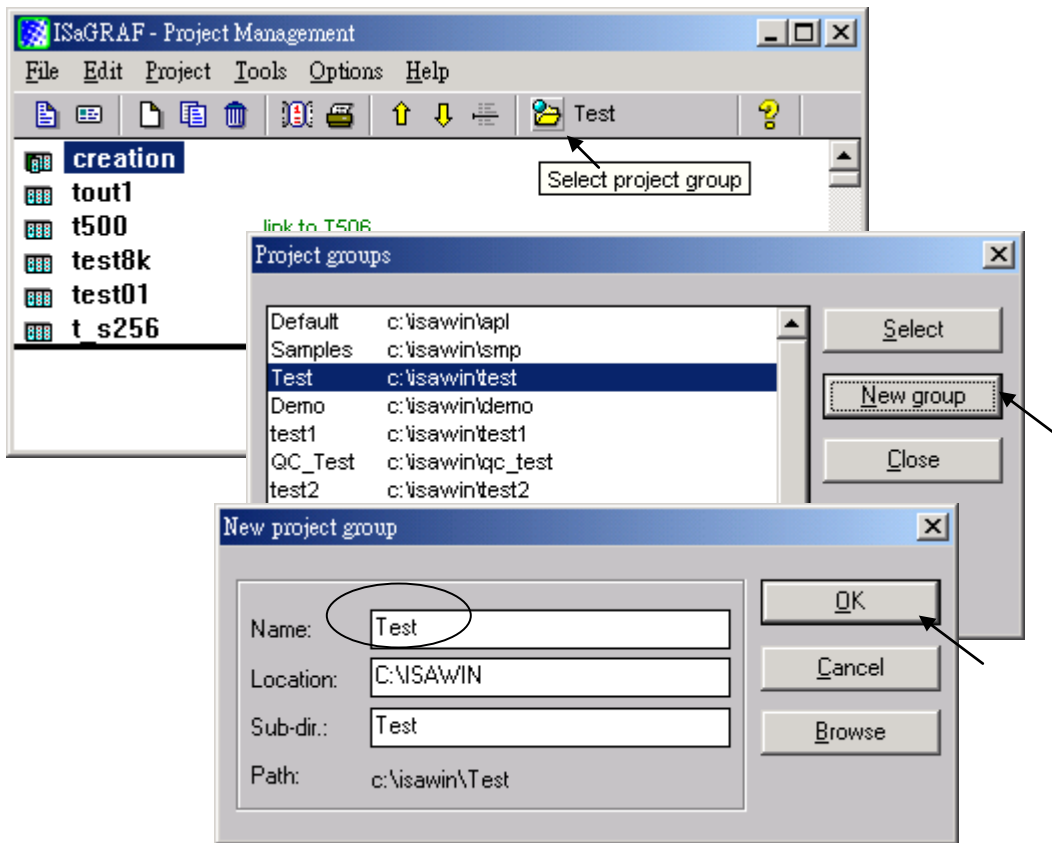 ISaGRAF - Project Management
File Edit Project Tools Options Help
Test
Select project group
creation
tout1
t500 link to T506
test8k
test01
t_s256
Project groups
Default c:\isawin\apl
Samples c:\isawin\smp
Test c:\isawin\test
Demo c:\isawin\demo
test1 c:\isawin\test1
QC_Test c:\isawin\qc_test
test2 c:\isawin\test2
Select
New group
Close
New project group
Name: Test
Location: C:\ISAWIN
Sub-dir.: Test
Path: c:\isawin\Test
OK
Cancel
Browse